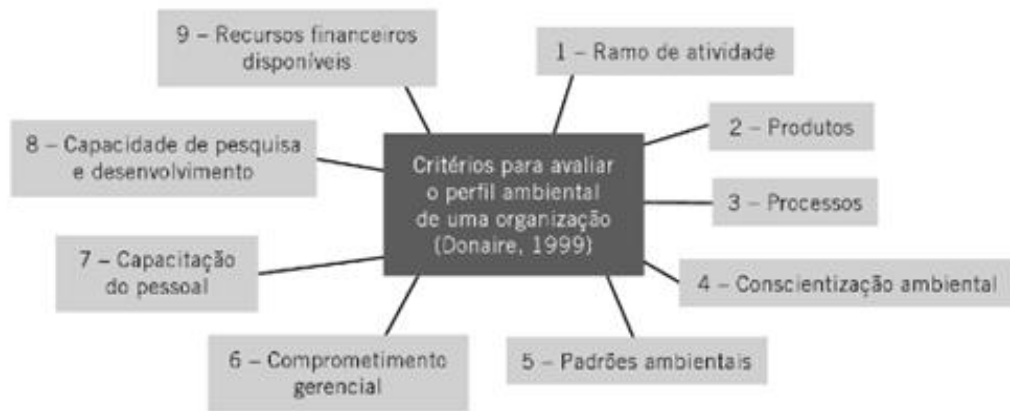 Critérios para avaliar
o perfil ambiental
de uma organização
(Donaire, 1999)
1 – Ramo de atividade
2 – Produtos
3 – Processos
4 – Conscientização ambiental
5 – Padrões ambientais
6 – Comprometimento
gerencial
7 – Capacitação
do pessoal
8 – Capacidade de pesquisa
e desenvolvimento
9 – Recursos financeiros
disponíveis